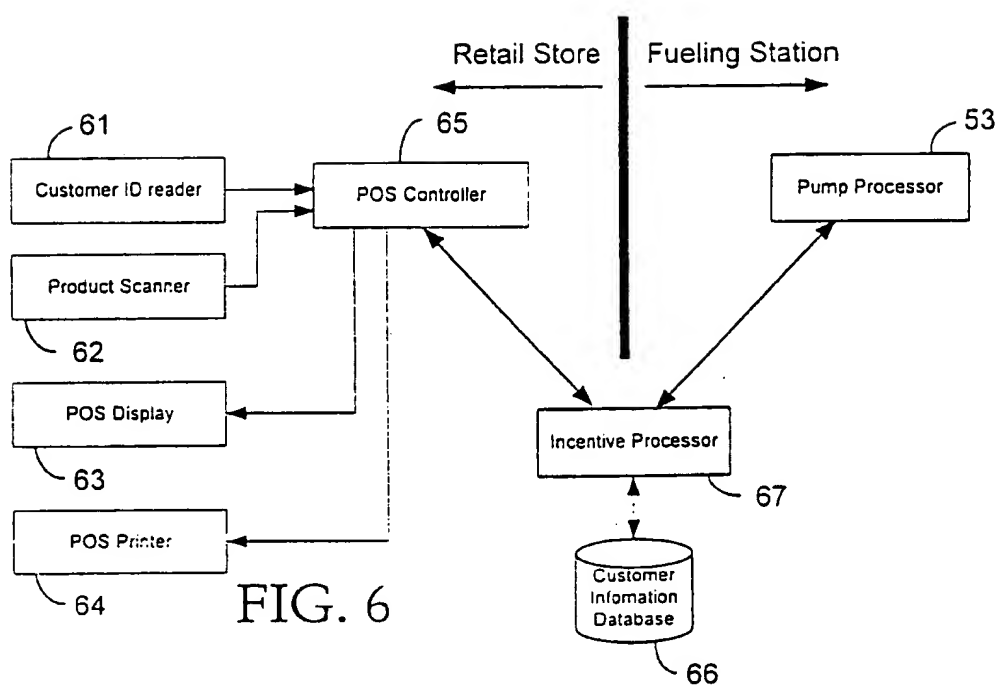 Retail Store
Fueling Station
61
65
53
Customer ID reader
POS Controller
Pump Processor
Product Scanner
62
POS Display
63
Incentive Processor
67
POS Printer
64
FIG. 6
Customer
Infomation
Database
66